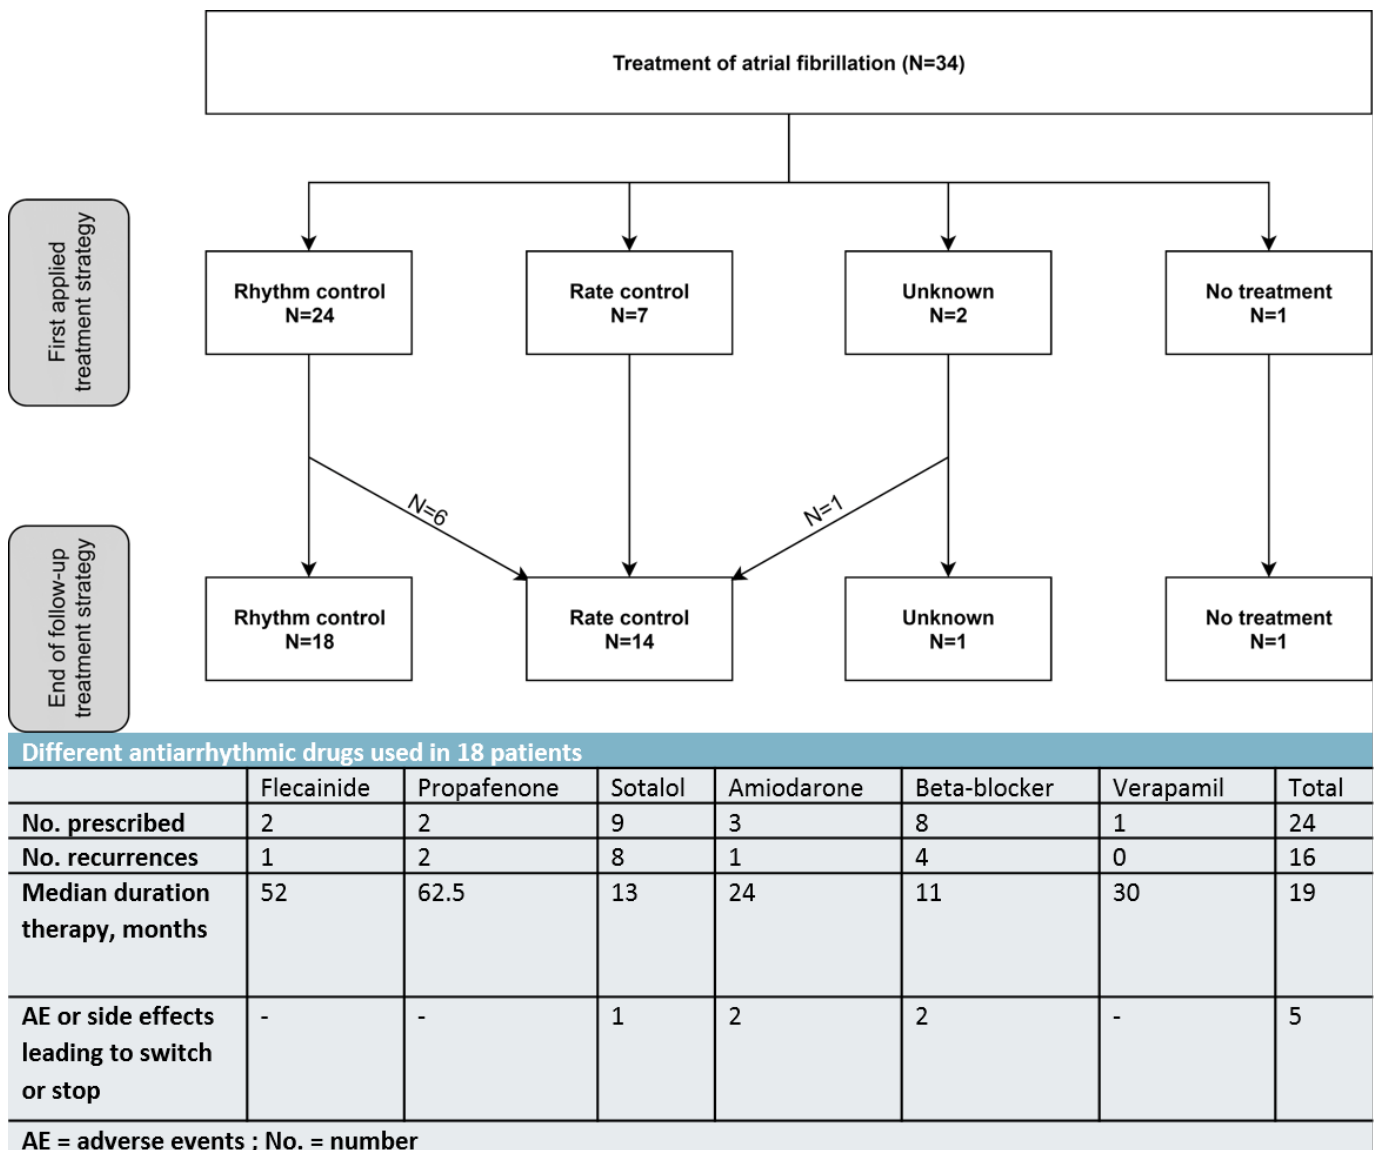 Treatment of atrial fibrillation (N=34)
First applied
treatment strategy
Rhythm control
N=24
Rate control
N=7
Unknown
N=2
No treatment
N=1
N=6
N=1
End of follow-up
treatment strategy
Rhythm control
N=18
Rate control
N=14
Unknown
N=1
No treatment
N=1
Different antiarrhythmic drugs used in 18 patients
Flecainide Propafenone Sotalol Amiodarone Beta-blocker Verapamil Total
No. prescribed 2 2 9 3 8 1 24
No. recurrences 1 2 8 1 4 0 16
Median duration 52 62.5 13 24 11 30 19
therapy, months
AE or side effects - - 1 2 2 - 5
leading to switch
or stop
AE = adverse events ; No. = number